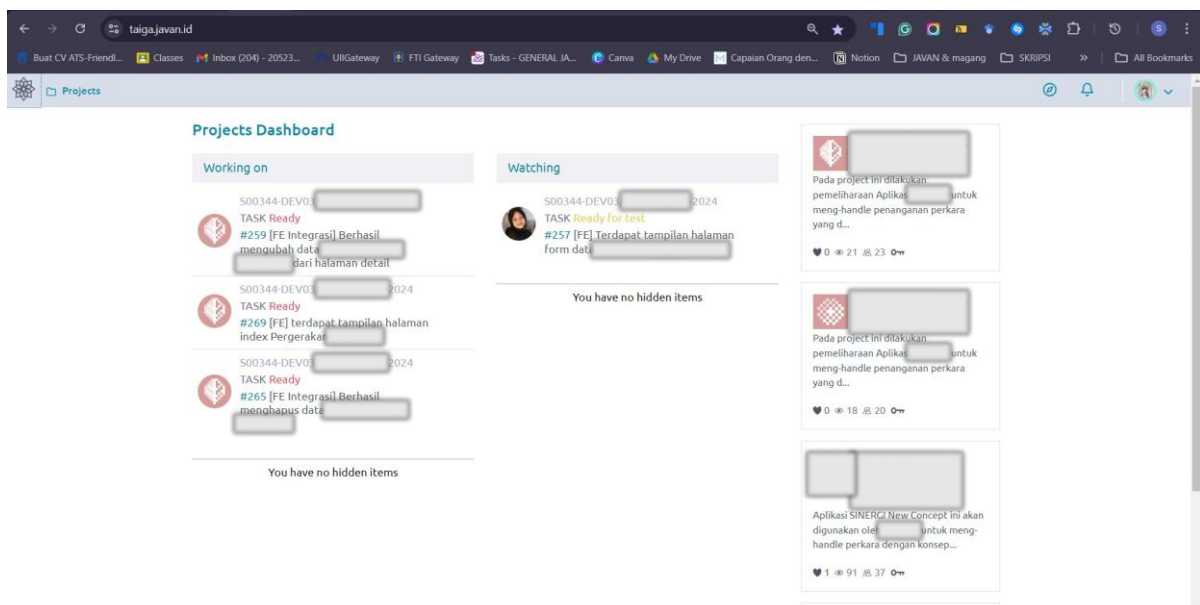 taiga.javan.id
Buat CV ATS-Friendl...
Classes
Inbox (204) - 20523...
UIIGateway
FTI Gateway
Tasks - GENERAL JA...
Canva
My Drive
Capaian Orang den...
Notion
JAVAN & magang
SKRIPSI
»
All Bookmarks
Projects
Projects Dashboard
Working on
S00344-DEV03
TASK Ready
#259 [FE Integrasi] Berhasil
mengubah data
dari halaman detail
S00344-DEV03 2024
TASK Ready
#269 [FE] terdapat tampilan halaman
index Pergerakan
S00344-DEV03 2024
TASK Ready
#265 [FE Integrasi] Berhasil
menghapus data
You have no hidden items
Watching
S00344-DEV03 2024
TASK Ready for test
#257 [FE] Terdapat tampilan halaman
form data
You have no hidden items
Pada project ini dilakukan
pemeliharaan Aplikas untuk
meng-handle penanganan perkara
yang d...
0 21 23
Pada project ini dilakukan
pemeliharaan Aplikas untuk
meng-handle penanganan perkara
yang d...
0 18 20
Aplikasi SINERGI New Concept ini akan
digunakan oleh untuk meng-
handle perkara dengan konsep...
1 91 37